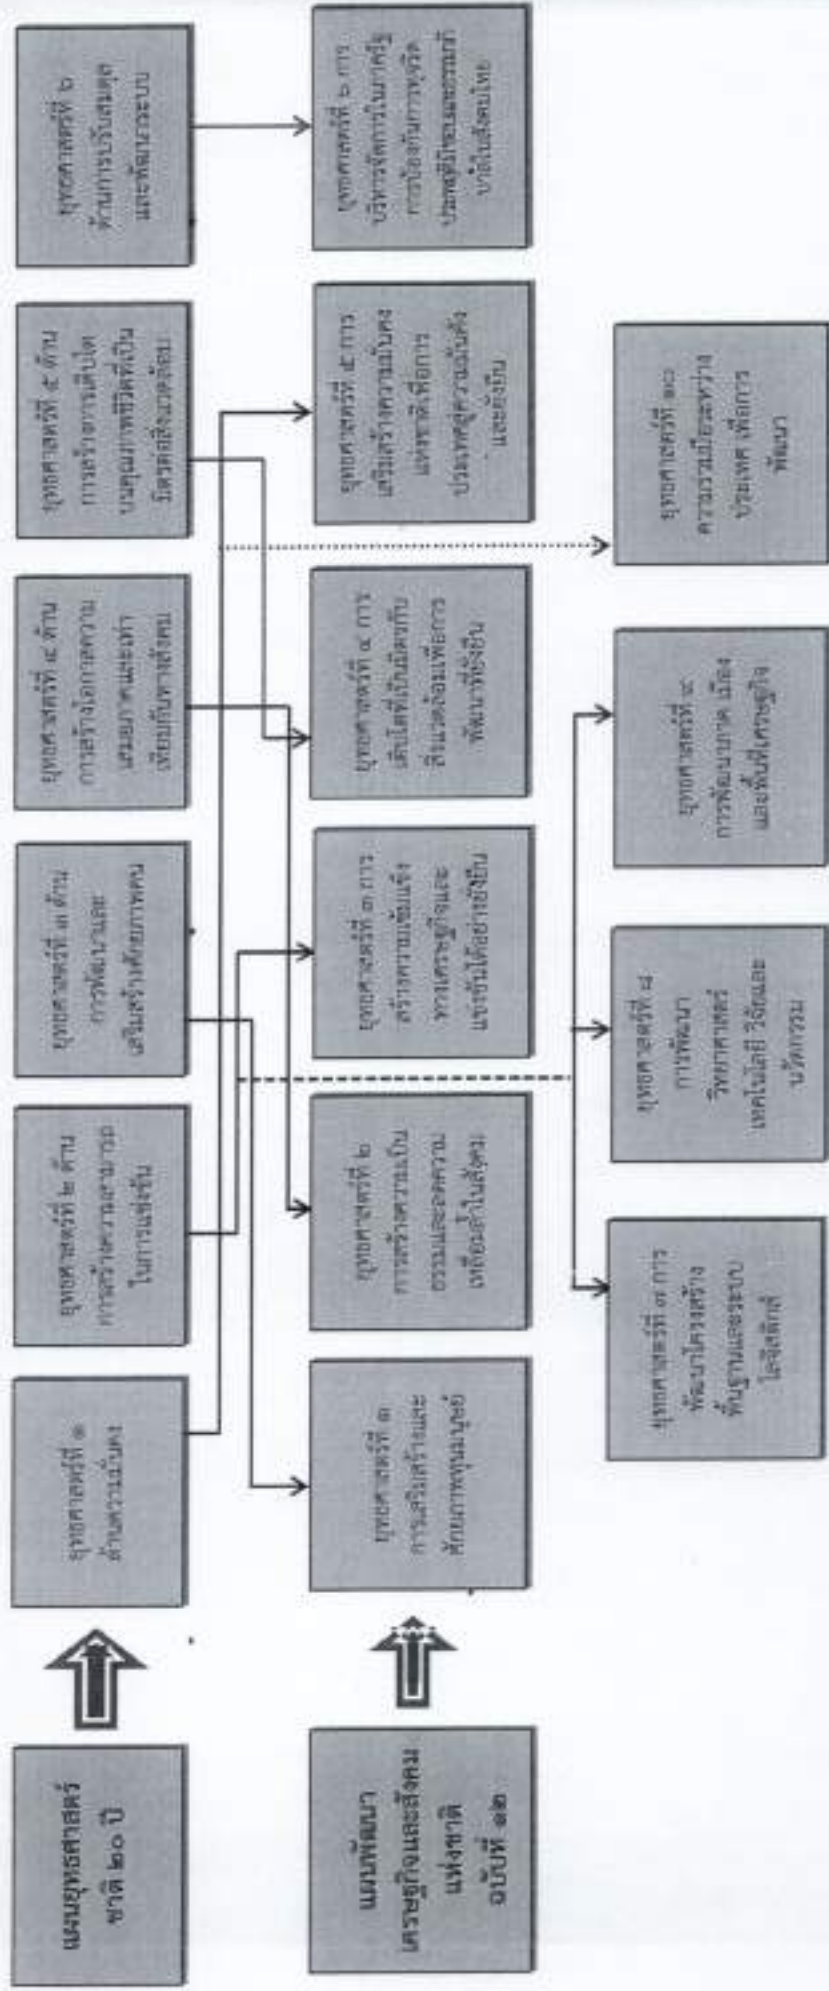 แผนยุทธศาสตร์
ชาติ ๒๐ ปี
ยุทธศาสตร์ที่ ๑
ด้านความมั่นคง
ยุทธศาสตร์ที่ ๒ ด้าน
การสร้างความสามารถ
ในการแข่งขัน
ยุทธศาสตร์ที่ ๓ ด้าน
การพัฒนาและ
เสริมสร้างศักยภาพคน
ยุทธศาสตร์ที่ ๔ ด้าน
การสร้างโอกาสความ
เสมอภาคและเท่า
เทียมกันทางสังคม
ยุทธศาสตร์ที่ ๕ ด้าน
การสร้างการเติบโต
บนคุณภาพชีวิตที่เป็น
มิตรต่อสิ่งแวดล้อม
ยุทธศาสตร์ที่ ๖
ด้านการปรับสมดุล
และพัฒนาระบบ
แผนพัฒนา
เศรษฐกิจและสังคม
แห่งชาติ
ฉบับที่ ๑๒
ยุทธศาสตร์ที่ ๑
การเสริมสร้างและ
ศักยภาพทุนมนุษย์
ยุทธศาสตร์ที่ ๒
การสร้างความเป็น
ธรรมและลดความ
เหลื่อมล้ำในสังคม
ยุทธศาสตร์ที่ ๓ การ
สร้างความเข้มแข็ง
ทางเศรษฐกิจและ
แข่งขันได้อย่างยั่งยืน
ยุทธศาสตร์ที่ ๔ การ
เติบโตที่เป็นมิตรกับ
สิ่งแวดล้อมเพื่อการ
พัฒนาที่ยั่งยืน
ยุทธศาสตร์ที่ ๕ การ
เสริมสร้างความมั่นคง
แห่งชาติเพื่อการ
ประเทศสู่ความมั่งคั่ง
และยั่งยืน
ยุทธศาสตร์ที่ ๖ การ
บริหารจัดการในภาครัฐ
การป้องกันการทุจริต
ประพฤติมิชอบและธรรมาภิ
บาลในสังคมไทย
ยุทธศาสตร์ที่ ๗ การ
พัฒนาโครงสร้าง
พื้นฐานและระบบ
โลจิสติกส์
ยุทธศาสตร์ที่ ๘
การพัฒนา
วิทยาศาสตร์
เทคโนโลยี วิจัยและ
นวัตกรรม
ยุทธศาสตร์ที่ ๙
การพัฒนาภาค เมือง
และพื้นที่เศรษฐกิจ
ยุทธศาสตร์ที่ ๑๐
ความร่วมมือระหว่าง
ประเทศ เพื่อการ
พัฒนา